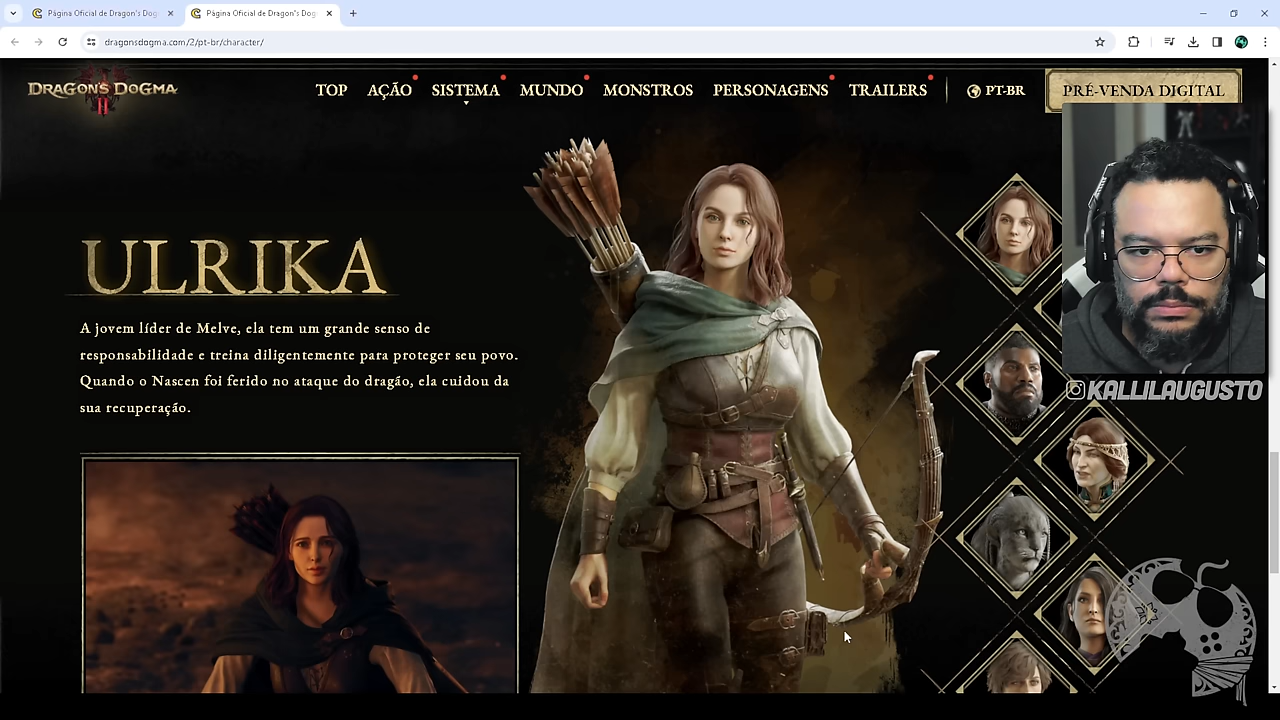 Página Oficial de Dragon's Dog
Página Oficial de Dragon's Dog
dragonsdogma.com/2/pt-br/character/
DRAGON'S DOGMA
II
TOP
AÇÃO
SISTEMA
MUNDO
MONSTROS
PERSONAGENS
TRAILERS
PT-BR
PRÉ-VENDA DIGITAL
ULRIKA
A jovem líder de Melve, ela tem um grande senso de
responsabilidade e treina diligentemente para proteger seu povo.
Quando o Nascen foi ferido no ataque do dragão, ela cuidou da
sua recuperação.
KALLILAUGUSTO